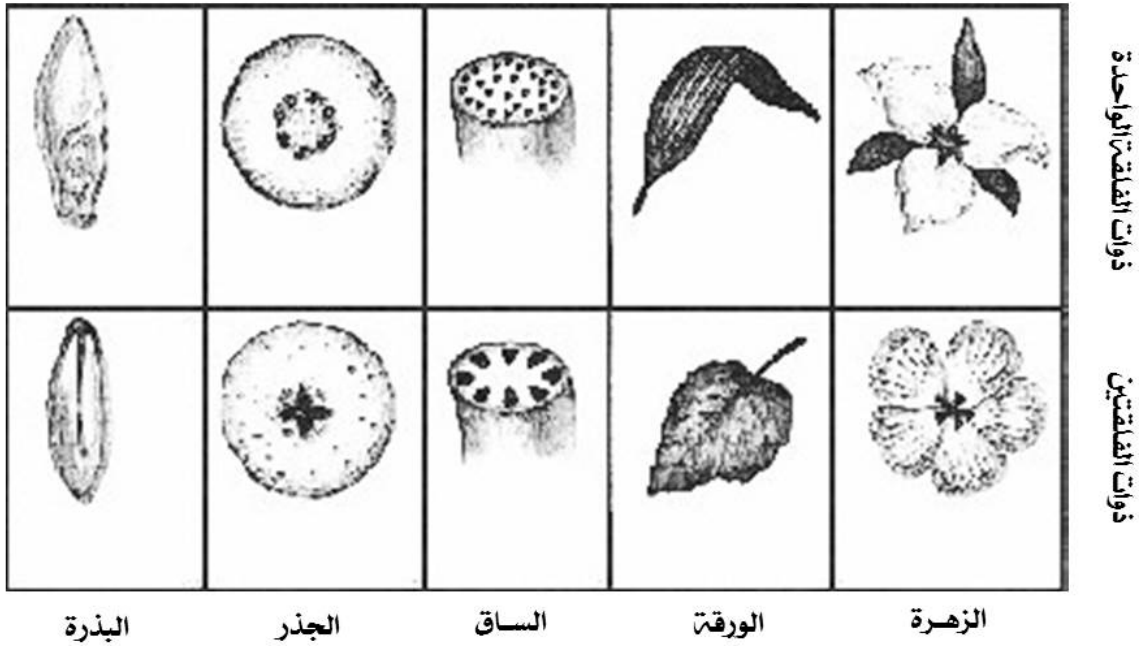 ذوات الفلقة الواحدة
ذوات الفلقتين
الزهرة
الورقة
الساق
الجذر
البذرة